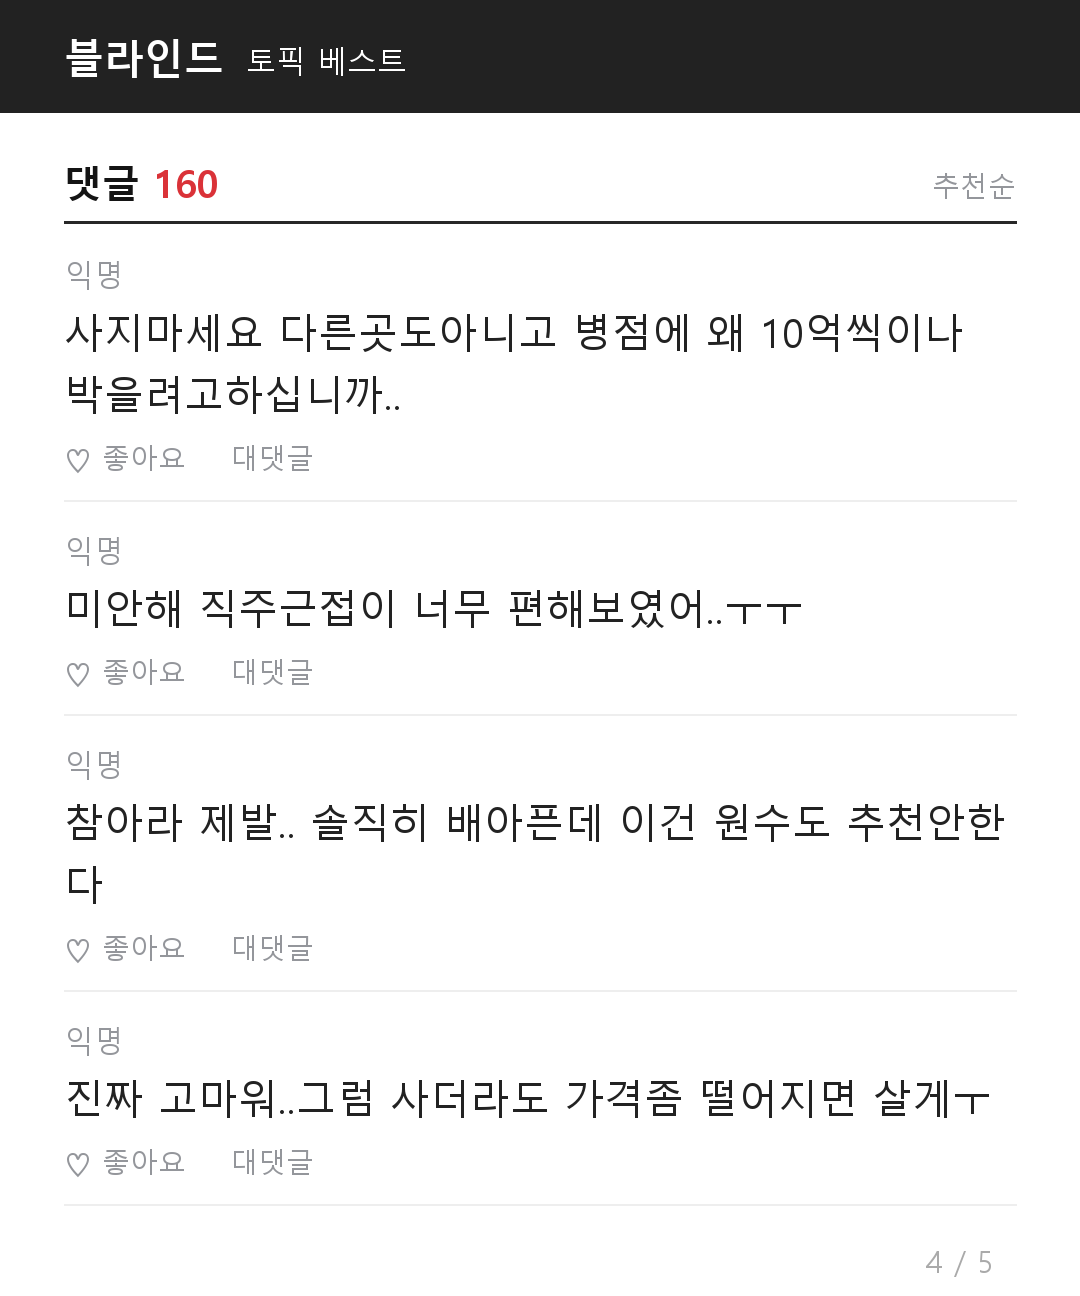 블라인드 토픽 베스트
댓글 160 추천순
익명
사지마세요 다른곳도아니고 병점에 왜 10억씩이나
박을려고하십니까..
♡ 좋아요 대댓글
익명
미안해 직주근접이 너무 편해보였어..ㅜㅜ
♡ 좋아요 대댓글
익명
참아라 제발.. 솔직히 배아픈데 이건 원수도 추천안한
다
♡ 좋아요 대댓글
익명
진짜 고마워..그럼 사더라도 가격좀 떨어지면 살게ㅜ
♡ 좋아요 대댓글
4 / 5